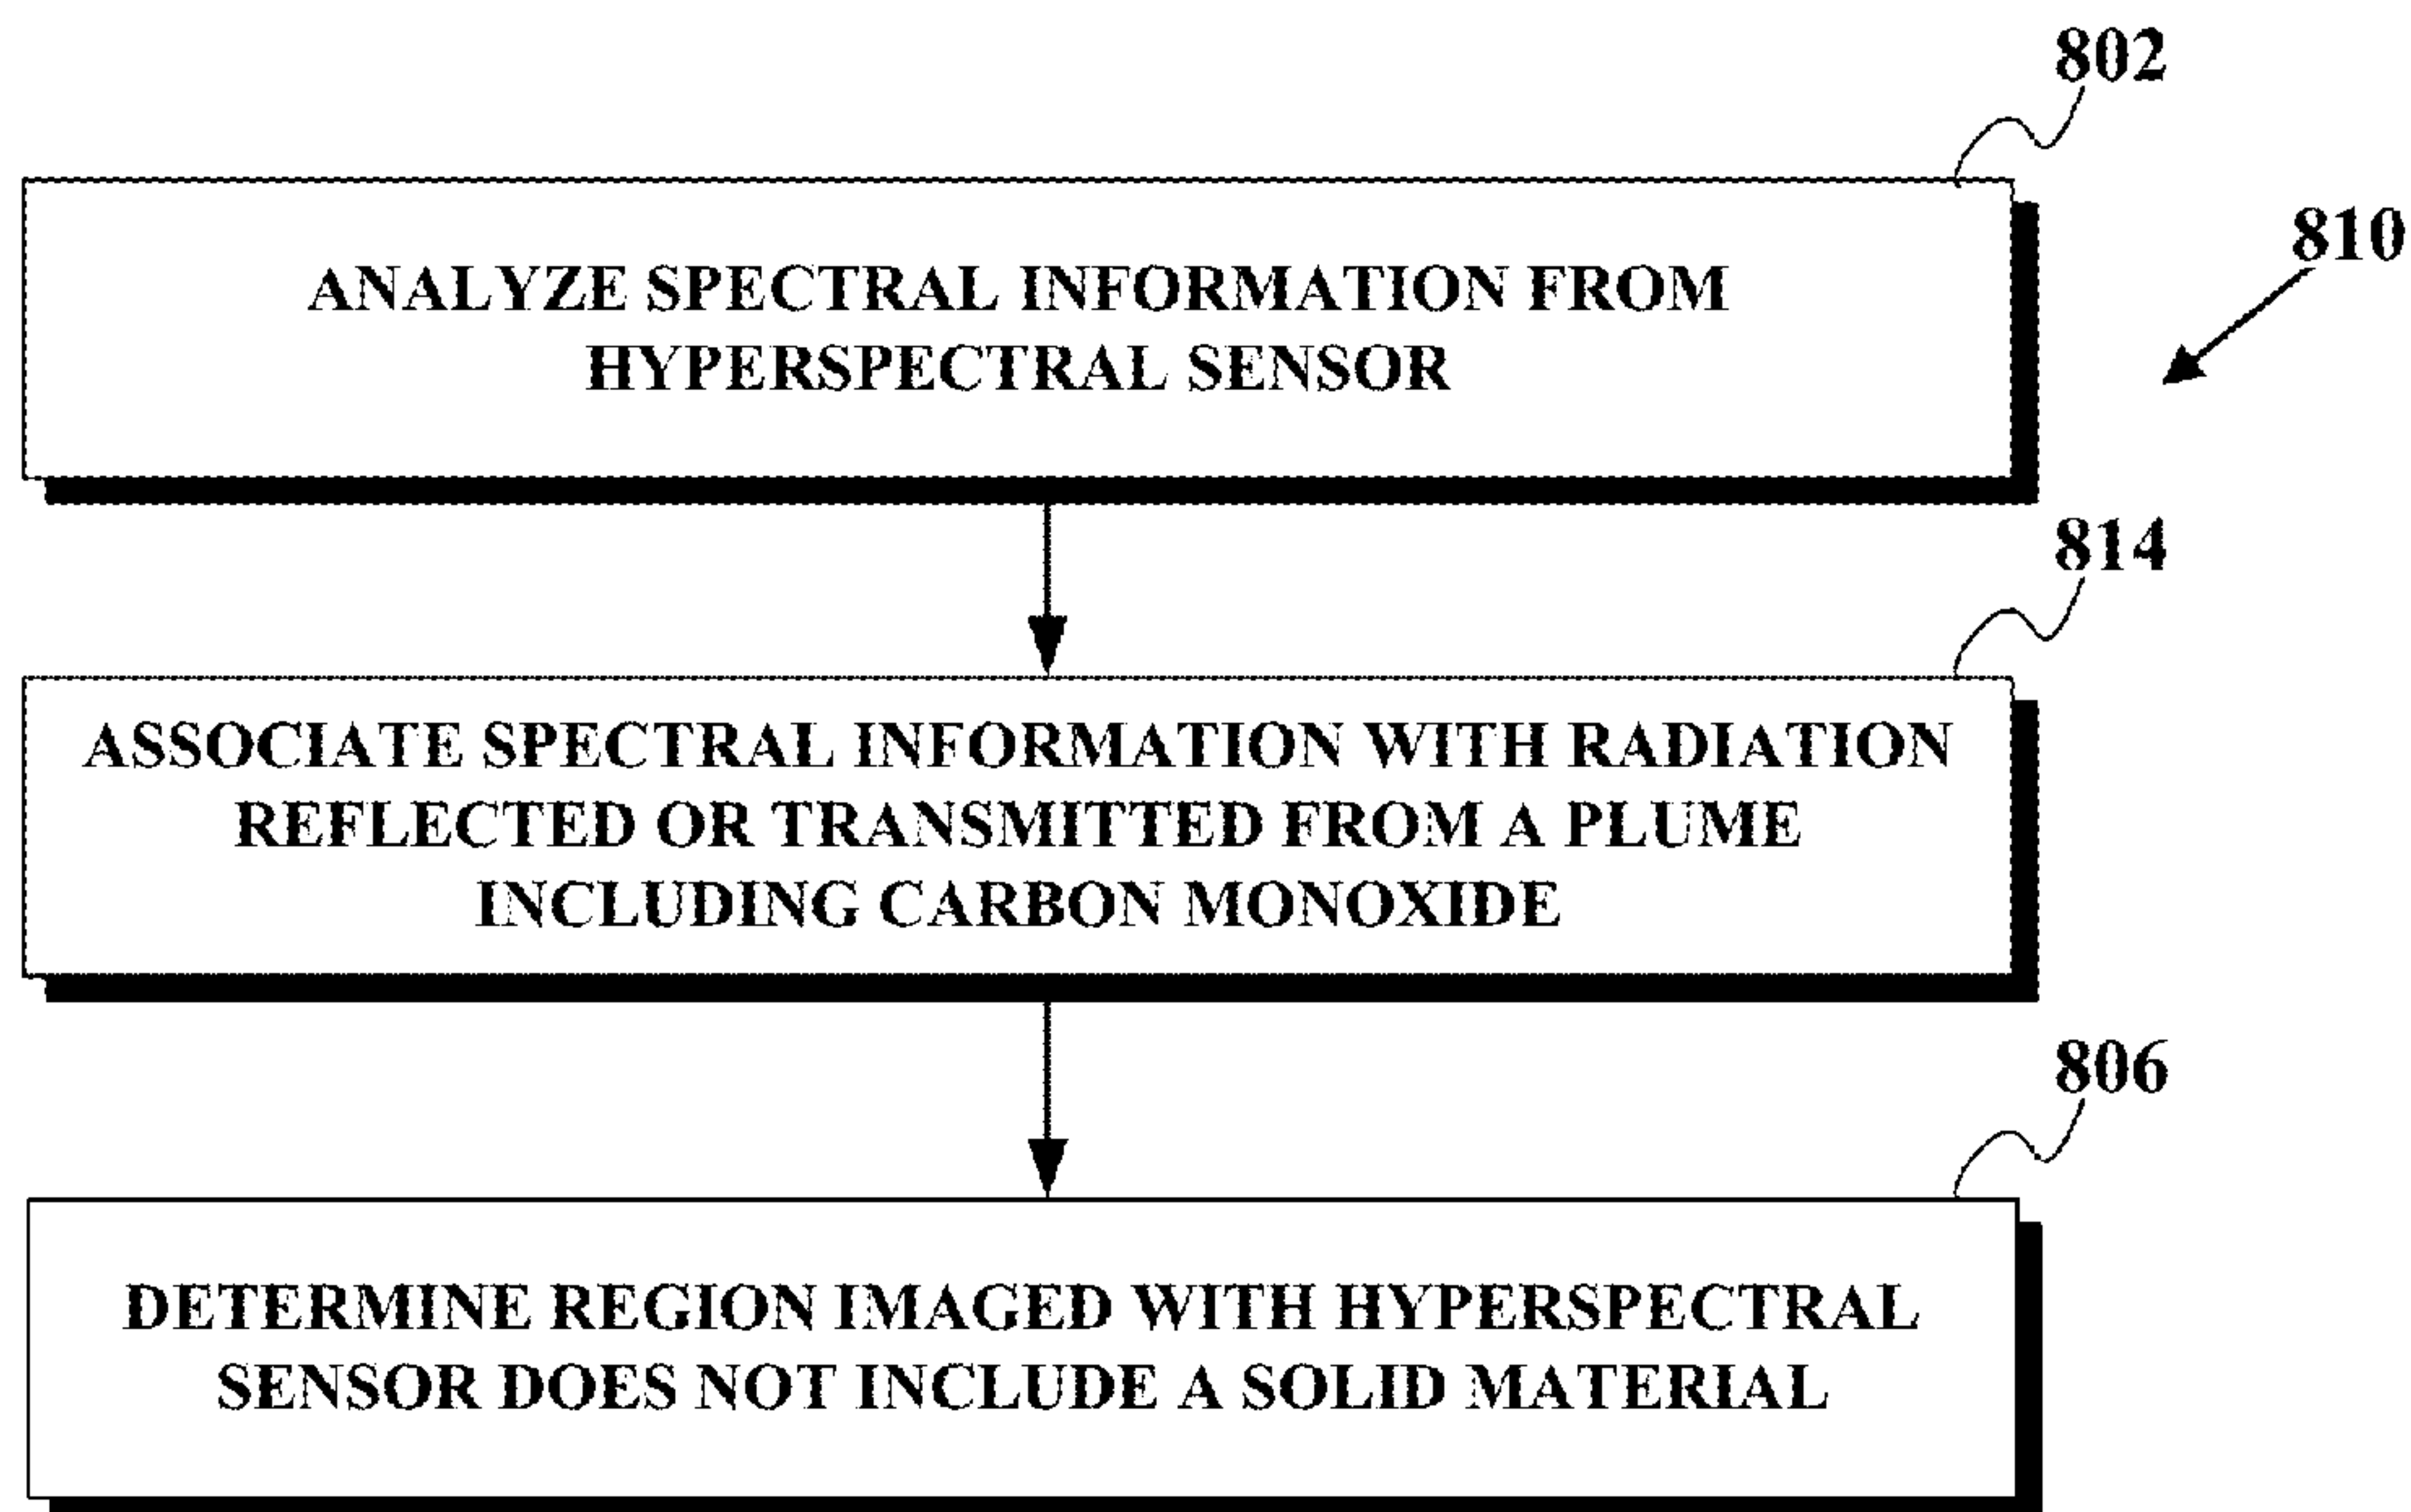 802
810
ANALYZE SPECTRAL INFORMATION FROM
HYPERSPECTRAL SENSOR
814
ASSOCIATE SPECTRAL INFORMATION WITH RADIATION
REFLECTED OR TRANSMITTED FROM A PLUME
INCLUDING CARBON MONOXIDE
806
DETERMINE REGION IMAGED WITH HYPERSPECTRAL
SENSOR DOES NOT INCLUDE A SOLID MATERIAL